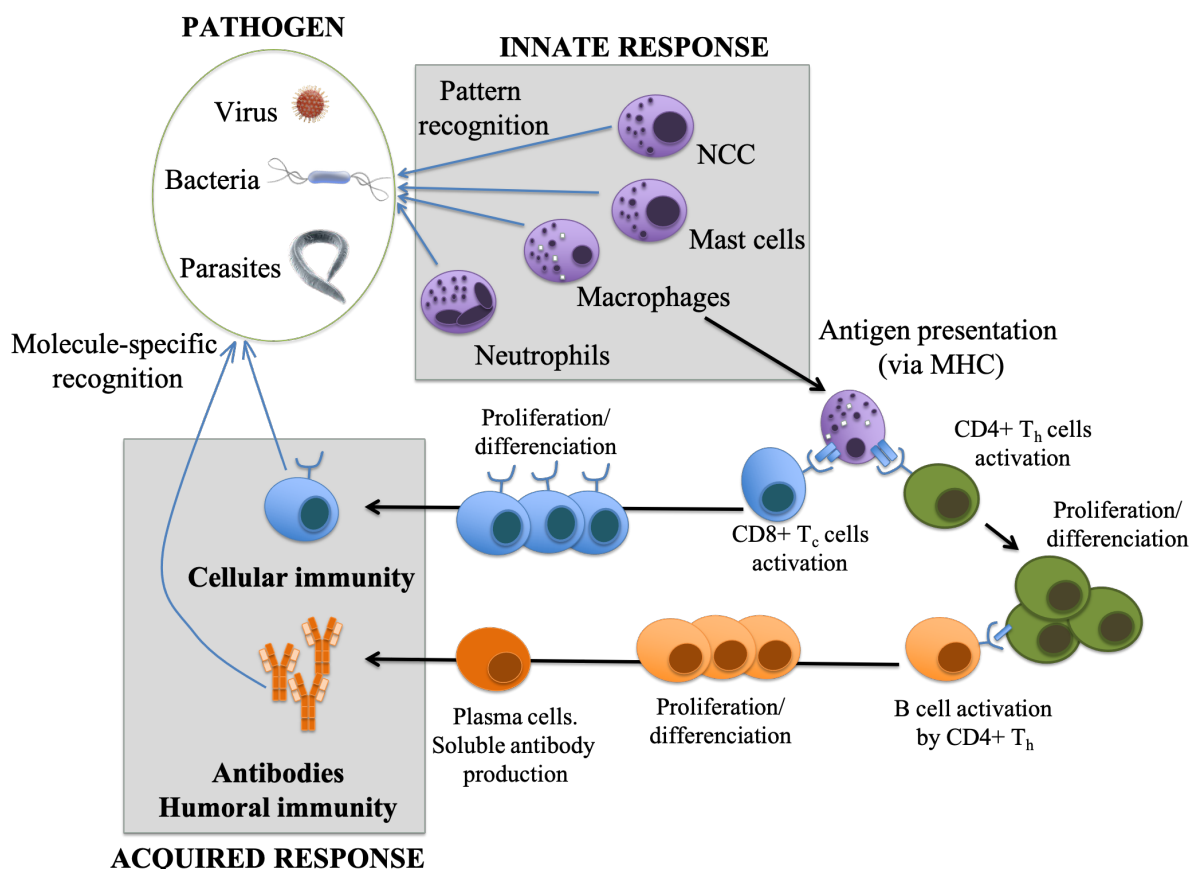 PATHOGEN
Virus
Bacteria
Parasites
INNATE RESPONSE
Pattern
recognition
NCC
Mast cells
Macrophages
Neutrophils
Molecule-specific
recognition
Antigen presentation
(via MHC)
CD4+ Th cells
activation
Proliferation/
differenciation
CD8+ Tc cells
activation
Proliferation/
differenciation
Cellular immunity
B cell activation
by CD4+ Th
Proliferation/
differenciation
Plasma cells.
Soluble antibody
production
Antibodies
Humoral immunity
ACQUIRED RESPONSE